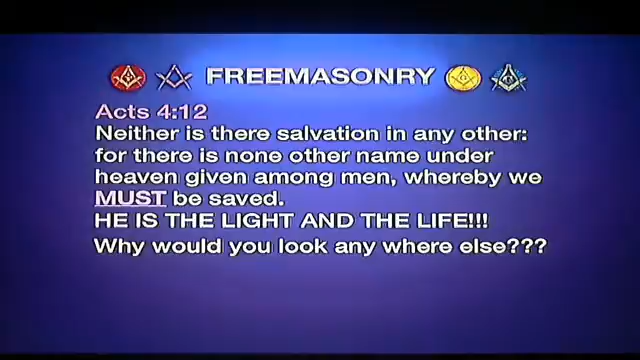 FREEMASONRY
Acts 4:12
Neither is there salvation in any other:
for there is none other name under
heaven given among men, whereby we
MUST be saved.
HE IS THE LIGHT AND THE LIFE!!!
Why would you look any where else???